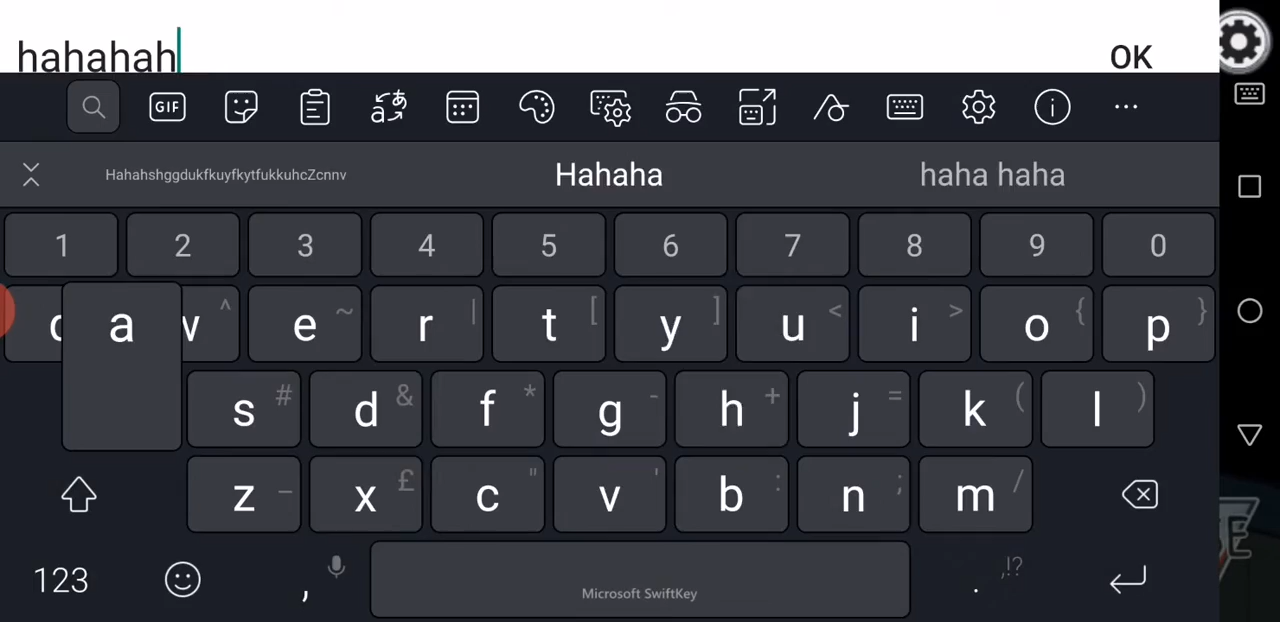 hahahah
OK
GIF
HahahshggdukfkuyfkytfukkuhcZcnnv Hahaha haha haha
1 2 3 4 5 6 7 8 9 0
a w ^ e ~ r | t [ y ] u < i > o { p }
s # d & f * g - h + j = k ( l )
z – x £ c " v ' b : n ; m /
123 , Microsoft SwiftKey . ,!?